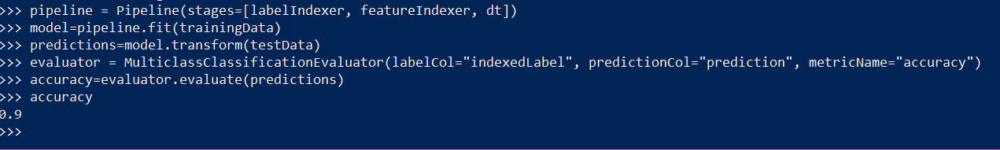 >>> pipeline = Pipeline(stages=[labelIndexer, featureIndexer, dt])
>>> model=pipeline.fit(trainingData)
>>> predictions=model.transform(testData)
>>> evaluator = MulticlassClassificationEvaluator(labelCol="indexedLabel", predictionCol="prediction", metricName="accuracy")
>>> accuracy=evaluator.evaluate(predictions)
>>> accuracy
0.9
>>>